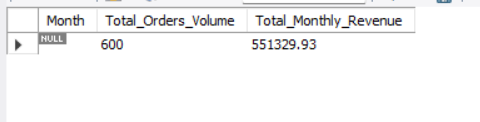 Month Total_Orders_Volume Total_Monthly_Revenue
NULL 600 551329.93